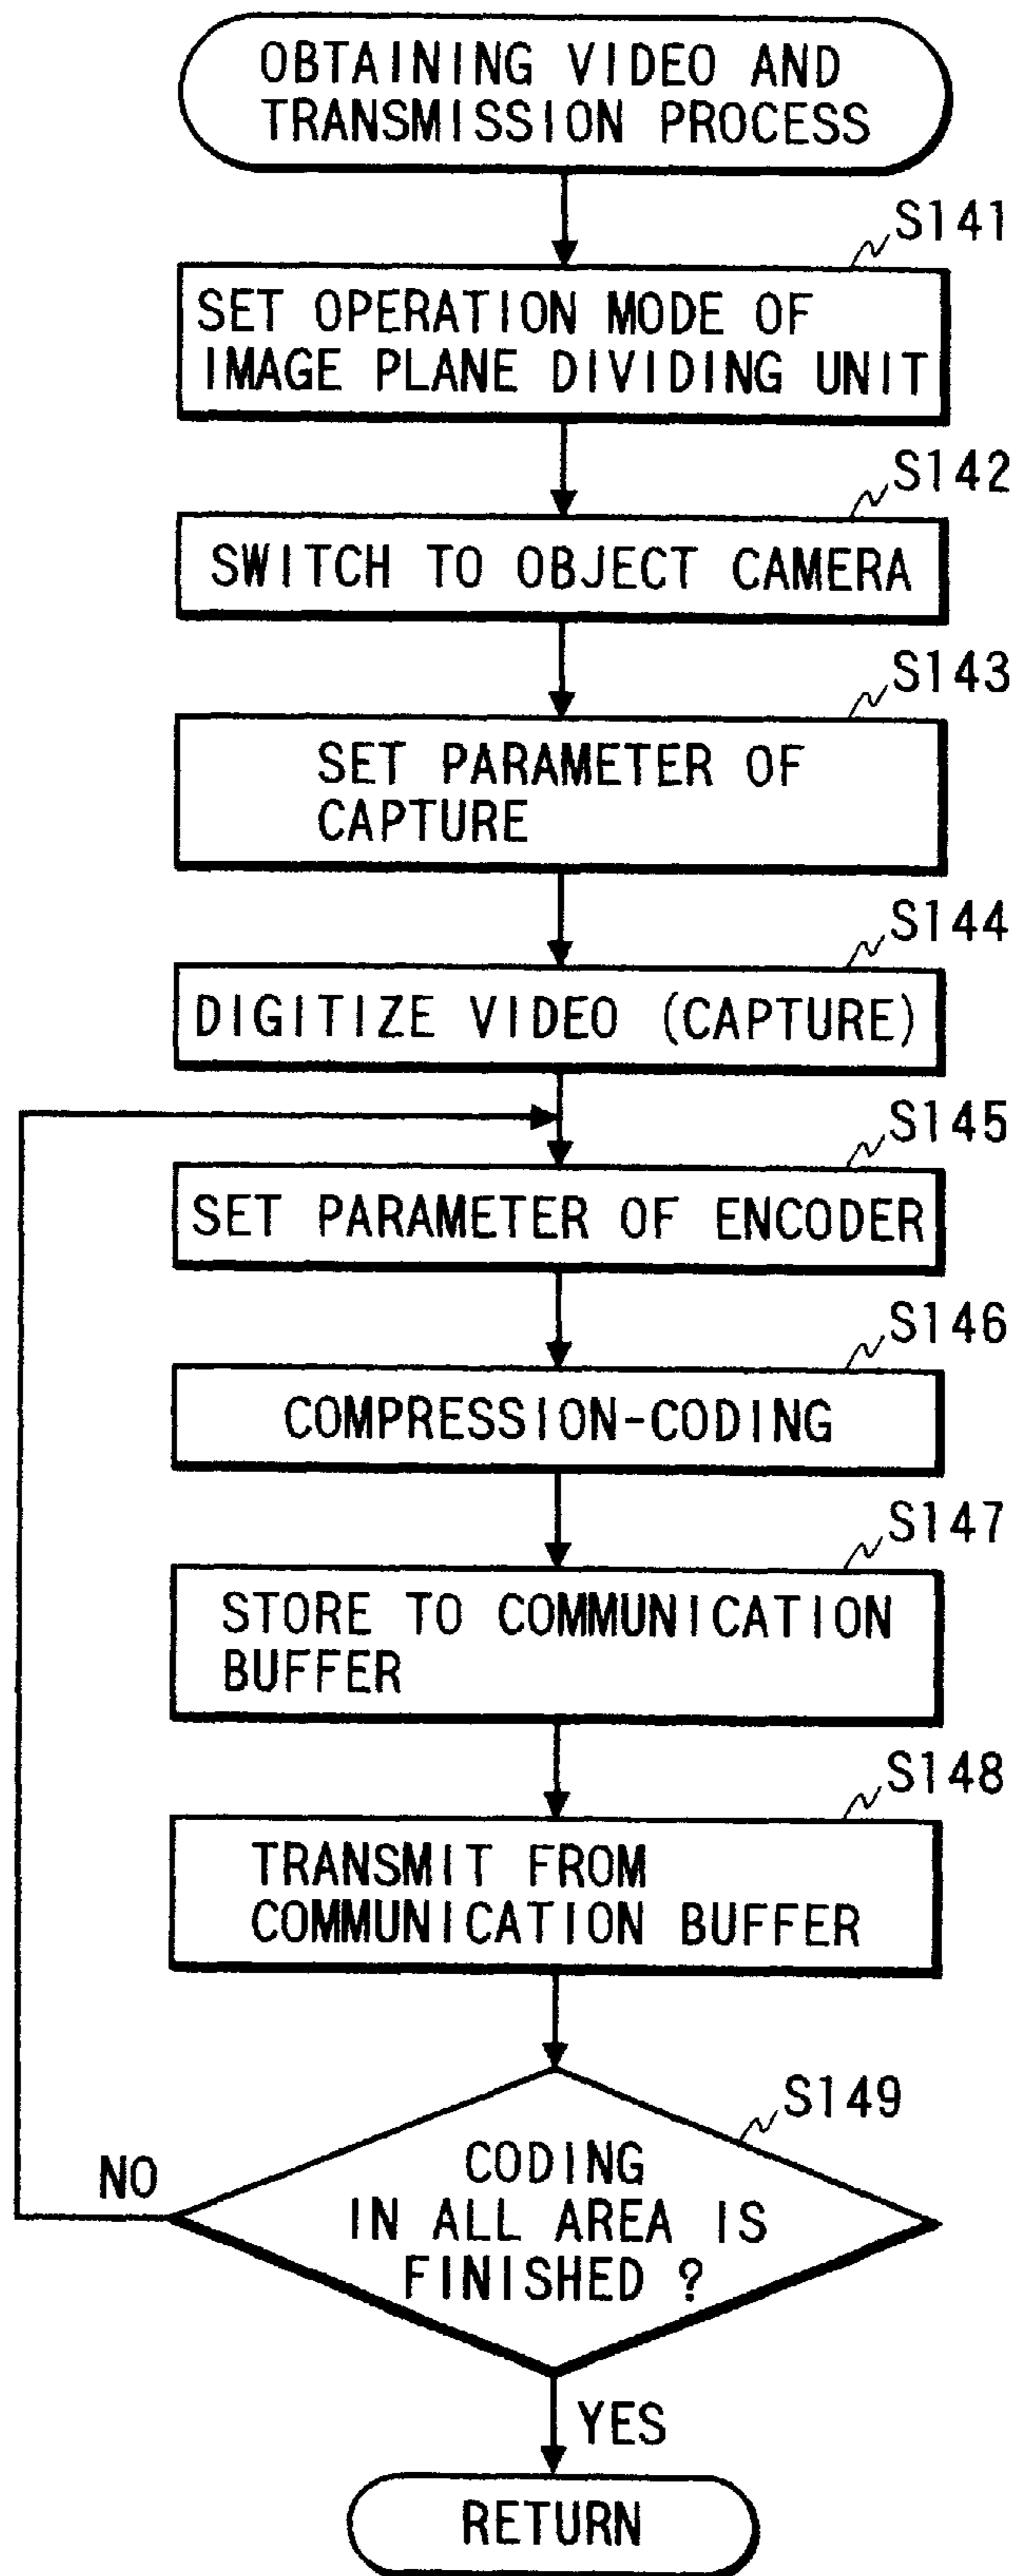 OBTAINING VIDEO AND
TRANSMISSION PROCESS
S141
SET OPERATION MODE OF
IMAGE PLANE DIVIDING UNIT
S142
SWITCH TO OBJECT CAMERA
S143
SET PARAMETER OF
CAPTURE
S144
DIGITIZE VIDEO (CAPTURE)
S145
SET PARAMETER OF ENCODER
S146
COMPRESSION-CODING
S147
STORE TO COMMUNICATION
BUFFER
S148
TRANSMIT FROM
COMMUNICATION BUFFER
S149
CODING
IN ALL AREA IS
FINISHED ?
NO
YES
RETURN